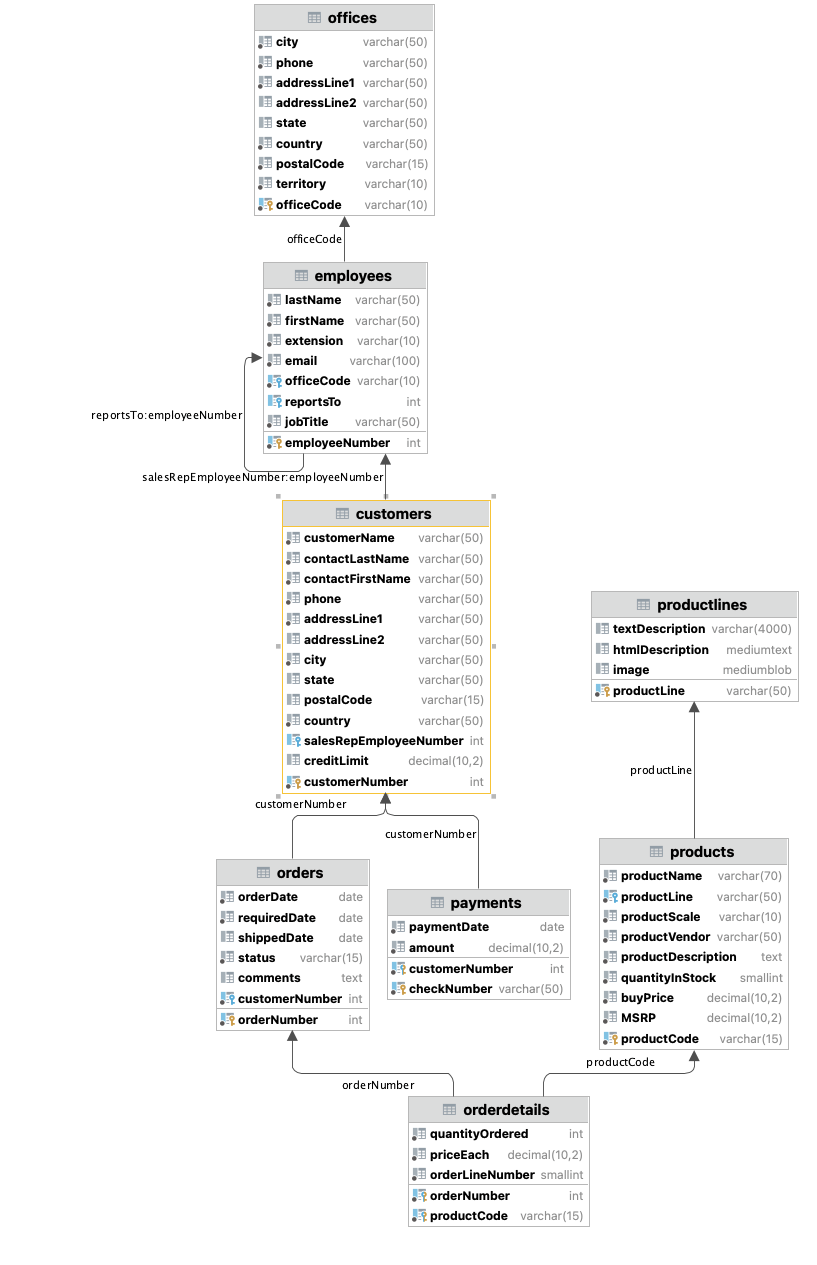 offices
city varchar(50)
phone varchar(50)
addressLine1 varchar(50)
addressLine2 varchar(50)
state varchar(50)
country varchar(50)
postalCode varchar(15)
territory varchar(10)
officeCode varchar(10)
officeCode
employees
lastName varchar(50)
firstName varchar(50)
extension varchar(10)
email varchar(100)
officeCode varchar(10)
reportsTo int
jobTitle varchar(50)
employeeNumber int
reportsTo:employeeNumber
salesRepEmployeeNumber:employeeNumber
customers
customerName varchar(50)
contactLastName varchar(50)
contactFirstName varchar(50)
phone varchar(50)
addressLine1 varchar(50)
addressLine2 varchar(50)
city varchar(50)
state varchar(50)
postalCode varchar(15)
country varchar(50)
salesRepEmployeeNumber int
creditLimit decimal(10,2)
customerNumber int
productlines
textDescription varchar(4000)
htmlDescription mediumtext
image mediumblob
productLine varchar(50)
productLine
customerNumber
customerNumber
orders
orderDate date
requiredDate date
shippedDate date
status varchar(15)
comments text
customerNumber int
orderNumber int
payments
paymentDate date
amount decimal(10,2)
customerNumber int
checkNumber varchar(50)
products
productName varchar(70)
productLine varchar(50)
productScale varchar(10)
productVendor varchar(50)
productDescription text
quantityInStock smallint
buyPrice decimal(10,2)
MSRP decimal(10,2)
productCode varchar(15)
orderNumber
productCode
orderdetails
quantityOrdered int
priceEach decimal(10,2)
orderLineNumber smallint
orderNumber int
productCode varchar(15)